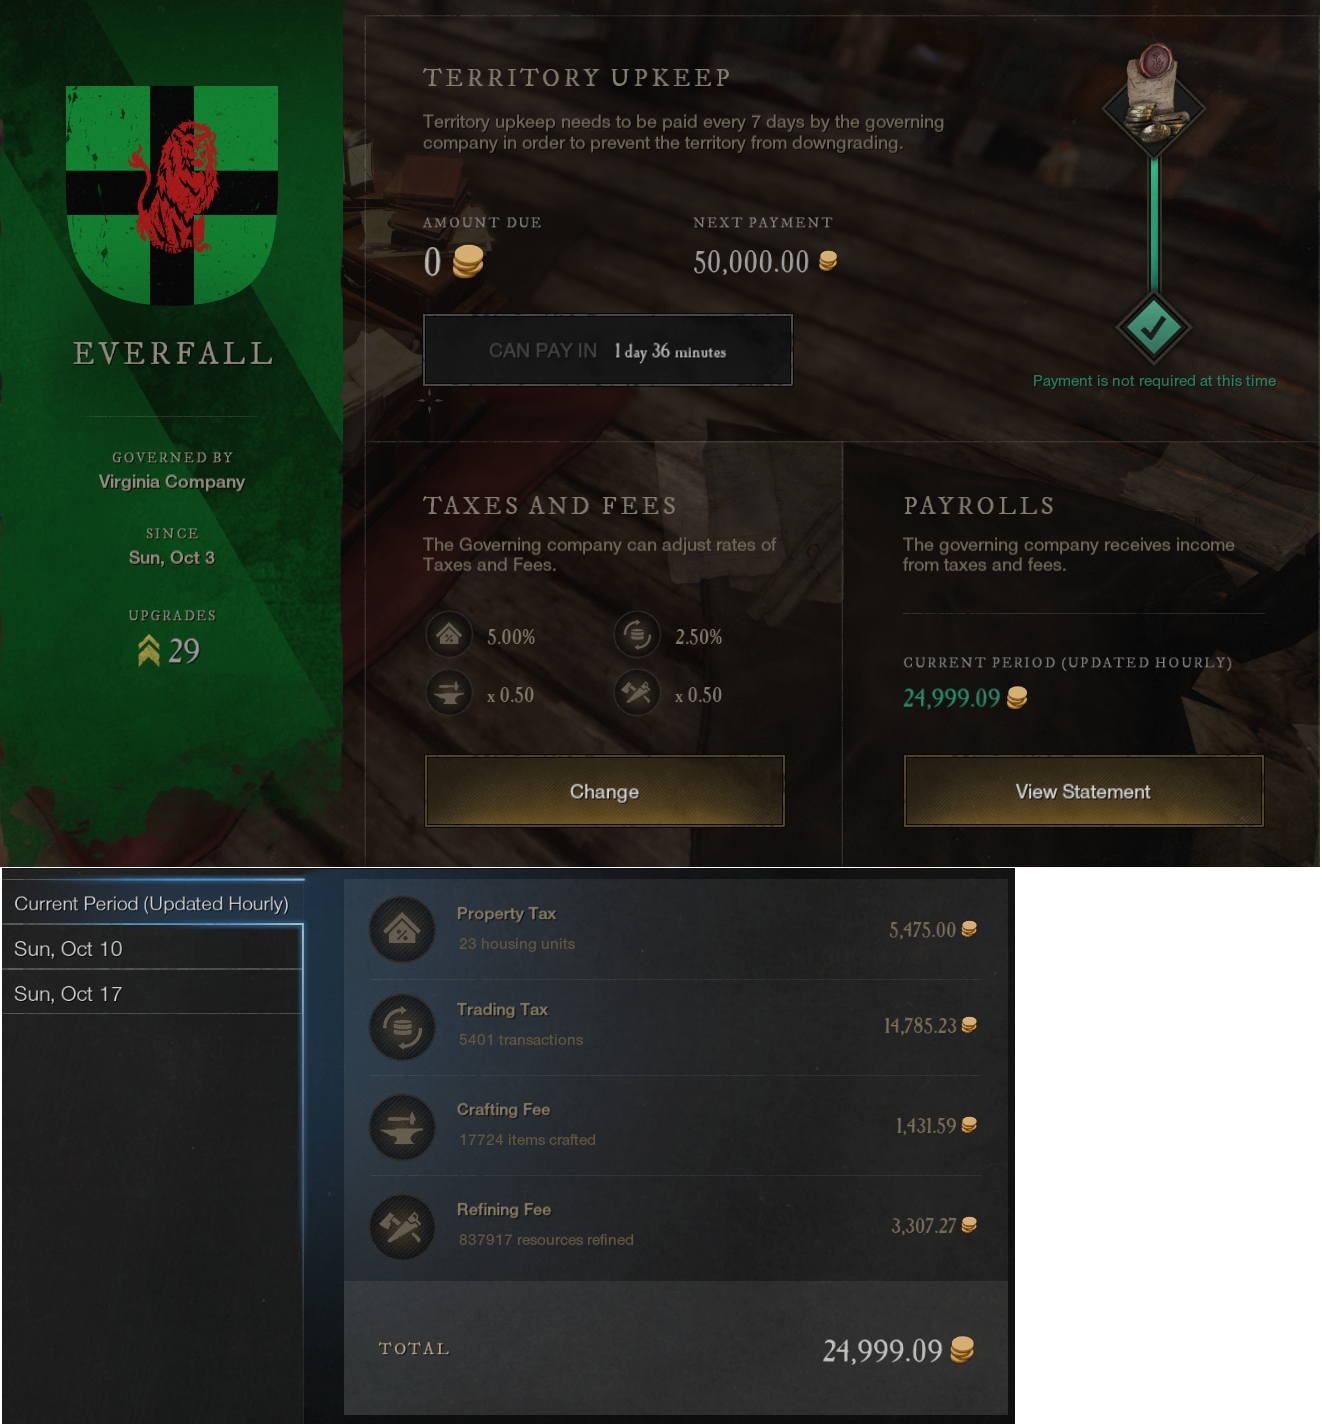 EVERFALL
GOVERNED BY
Virginia Company
SINCE
Sun, Oct 3
UPGRADES
29
TERRITORY UPKEEP
Territory upkeep needs to be paid every 7 days by the governing
company in order to prevent the territory from downgrading.
AMOUNT DUE
0
NEXT PAYMENT
50,000.00
CAN PAY IN 1 day 36 minutes
Payment is not required at this time
TAXES AND FEES
The Governing company can adjust rates of
Taxes and Fees.
5.00%
2.50%
x 0.50
x 0.50
Change
PAYROLLS
The governing company receives income
from taxes and fees.
CURRENT PERIOD (UPDATED HOURLY)
24,999.09
View Statement
Current Period (Updated Hourly)
Sun, Oct 10
Sun, Oct 17
Property Tax
23 housing units
5,475.00
Trading Tax
5401 transactions
14,785.23
Crafting Fee
17724 items crafted
1,431.59
Refining Fee
837917 resources refined
3,307.27
TOTAL
24,999.09